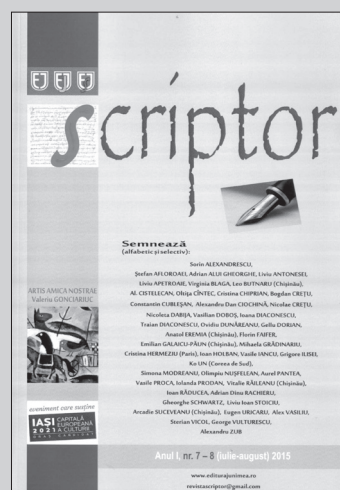 scriptor
Semnează
(alfabetic și selectiv):
Sorin ALEXANDRESCU,
Ștefan AFLOROAEI, Adrian ALUI GHEORGHE, Liviu ANTONESEI,
Liviu APETROAIE, Virginia BLAGA, Leo BUTNARU (Chișinău),
Al. CISTELECAN, Oltița CÎNTEC, Cristina CHIPRIAN, Bogdan CREȚU,
Constantin CUBLEȘAN, Alexandru Dan CIOCHINĂ, Nicolae CREȚU,
Nicoleta DABIJA, Vasilian DOBOȘ, Ioana DIACONESCU,
Traian DIACONESCU, Ovidiu DUNĂREANU, Gellu DORIAN,
Anatol EREMIA (Chișinău), Florin FAIFER,
Emilian GALAICU-PĂUN (Chișinău), Mihaela GRĂDINARIU,
Cristina HERMEZIU (Paris), Ioan HOLBAN, Vasile IANCU, Grigore ILISEI,
Ko UN (Coreea de Sud),
Simona MODREANU, Olimpiu NUȘFELEAN, Aurel PANTEA,
Vasile PROCA, Iolanda PRODAN, Vitalie RĂILEANU (Chișinău),
Ioan RĂDUCEA, Adrian Dinu RACHIERU,
Gheorghe SCHWARTZ, Liviu Ioan STOICIU,
Arcadie SUCEVEANU (Chișinău), Eugen URICARU, Alex VASILIU,
Sterian VICOL, George VULTURESCU,
Alexandru ZUB
ARTIS AMICA NOSTRAE
Valeriu GONCIARIUC
eveniment care susține
IAȘI CAPITALĂ
EUROPEANĂ
2021 A CULTURII
Anul I, nr. 7 – 8 (iulie-august) 2015
www.editurajunimea.ro
revistascriptor@gmail.com